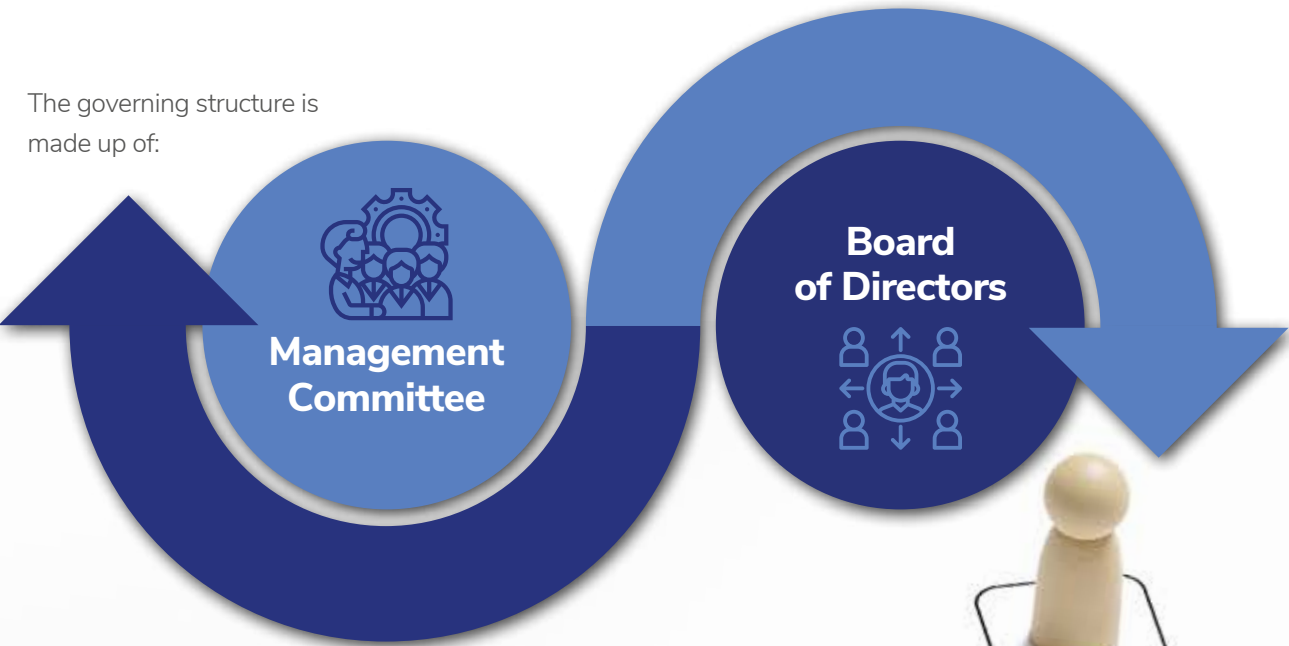 The governing structure is
made up of:
Management
Committee
Board
of Directors